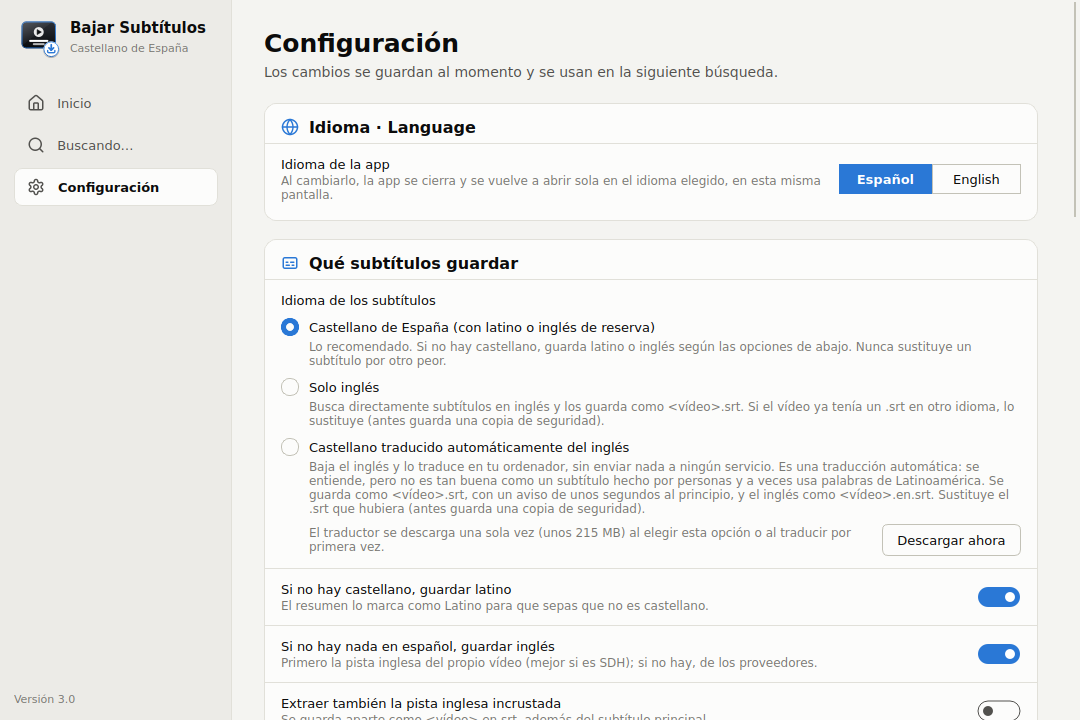 Bajar Subtítulos
Castellano de España
Inicio
Buscando…
Configuración
Versión 3.0
Configuración
Los cambios se guardan al momento y se usan en la siguiente búsqueda.
Idioma · Language
Idioma de la app
Al cambiarlo, la app se cierra y se vuelve a abrir sola en el idioma elegido, en esta misma
pantalla.
Español
English
Qué subtítulos guardar
Idioma de los subtítulos
Castellano de España (con latino o inglés de reserva)
Lo recomendado. Si no hay castellano, guarda latino o inglés según las opciones de abajo. Nunca sustituye un
subtítulo por otro peor.
Solo inglés
Busca directamente subtítulos en inglés y los guarda como <vídeo>.srt. Si el vídeo ya tenía un .srt en otro idioma, lo
sustituye (antes guarda una copia de seguridad).
Castellano traducido automáticamente del inglés
Baja el inglés y lo traduce en tu ordenador, sin enviar nada a ningún servicio. Es una traducción automática: se
entiende, pero no es tan buena como un subtítulo hecho por personas y a veces usa palabras de Latinoamérica. Se
guarda como <vídeo>.srt, con un aviso de unos segundos al principio, y el inglés como <vídeo>.en.srt. Sustituye el
.srt que hubiera (antes guarda una copia de seguridad).
El traductor se descarga una sola vez (unos 215 MB) al elegir esta opción o al traducir por
primera vez.
Descargar ahora
Si no hay castellano, guardar latino
El resumen lo marca como Latino para que sepas que no es castellano.
Si no hay nada en español, guardar inglés
Primero la pista inglesa del propio vídeo (mejor si es SDH); si no hay, de los proveedores.
Extraer también la pista inglesa incrustada
Se guarda aparte como <vídeo>.en.srt, además del subtítulo principal.